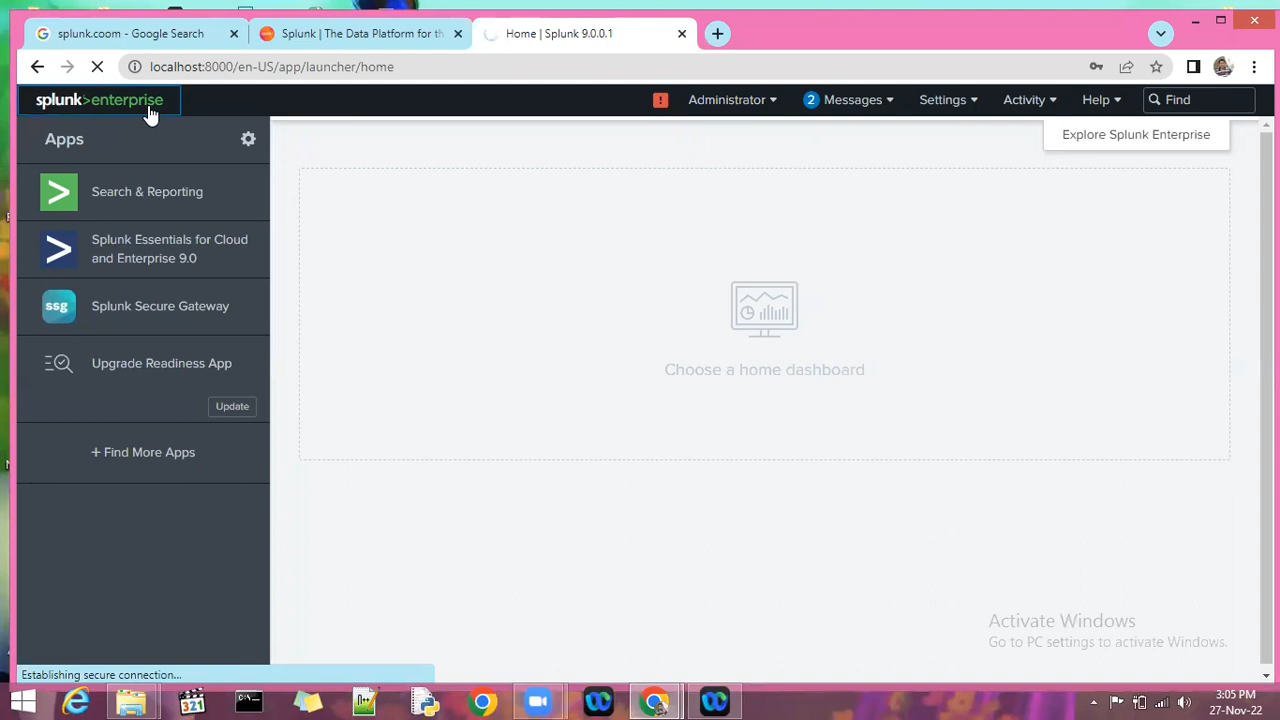 splunk.coom - Google Search
Splunk | The Data Platform for th
Home | Splunk 9.0.0.1
localhost:8000/en-US/app/launcher/home
splunk>enterprise
Administrator
2 Messages
Settings
Activity
Help
Find
Apps
Explore Splunk Enterprise
Search & Reporting
Splunk Essentials for Cloud
and Enterprise 9.0
ssg
Splunk Secure Gateway
Upgrade Readiness App
Update
+ Find More Apps
Choose a home dashboard
Activate Windows
Go to PC settings to activate Windows.
Establishing secure connection...
321
3:05 PM
27-Nov-22